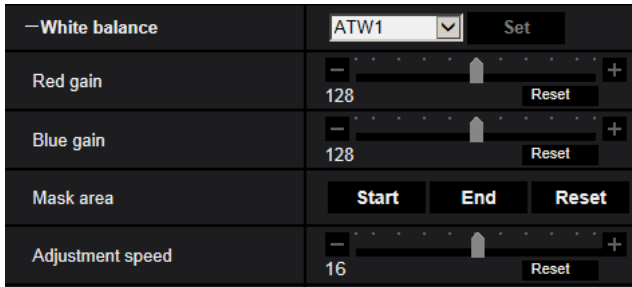 −White balance ATW1 Set
Red gain − +
128 Reset
Blue gain − +
128 Reset
Mask area Start End Reset
Adjustment speed − +
16 Reset